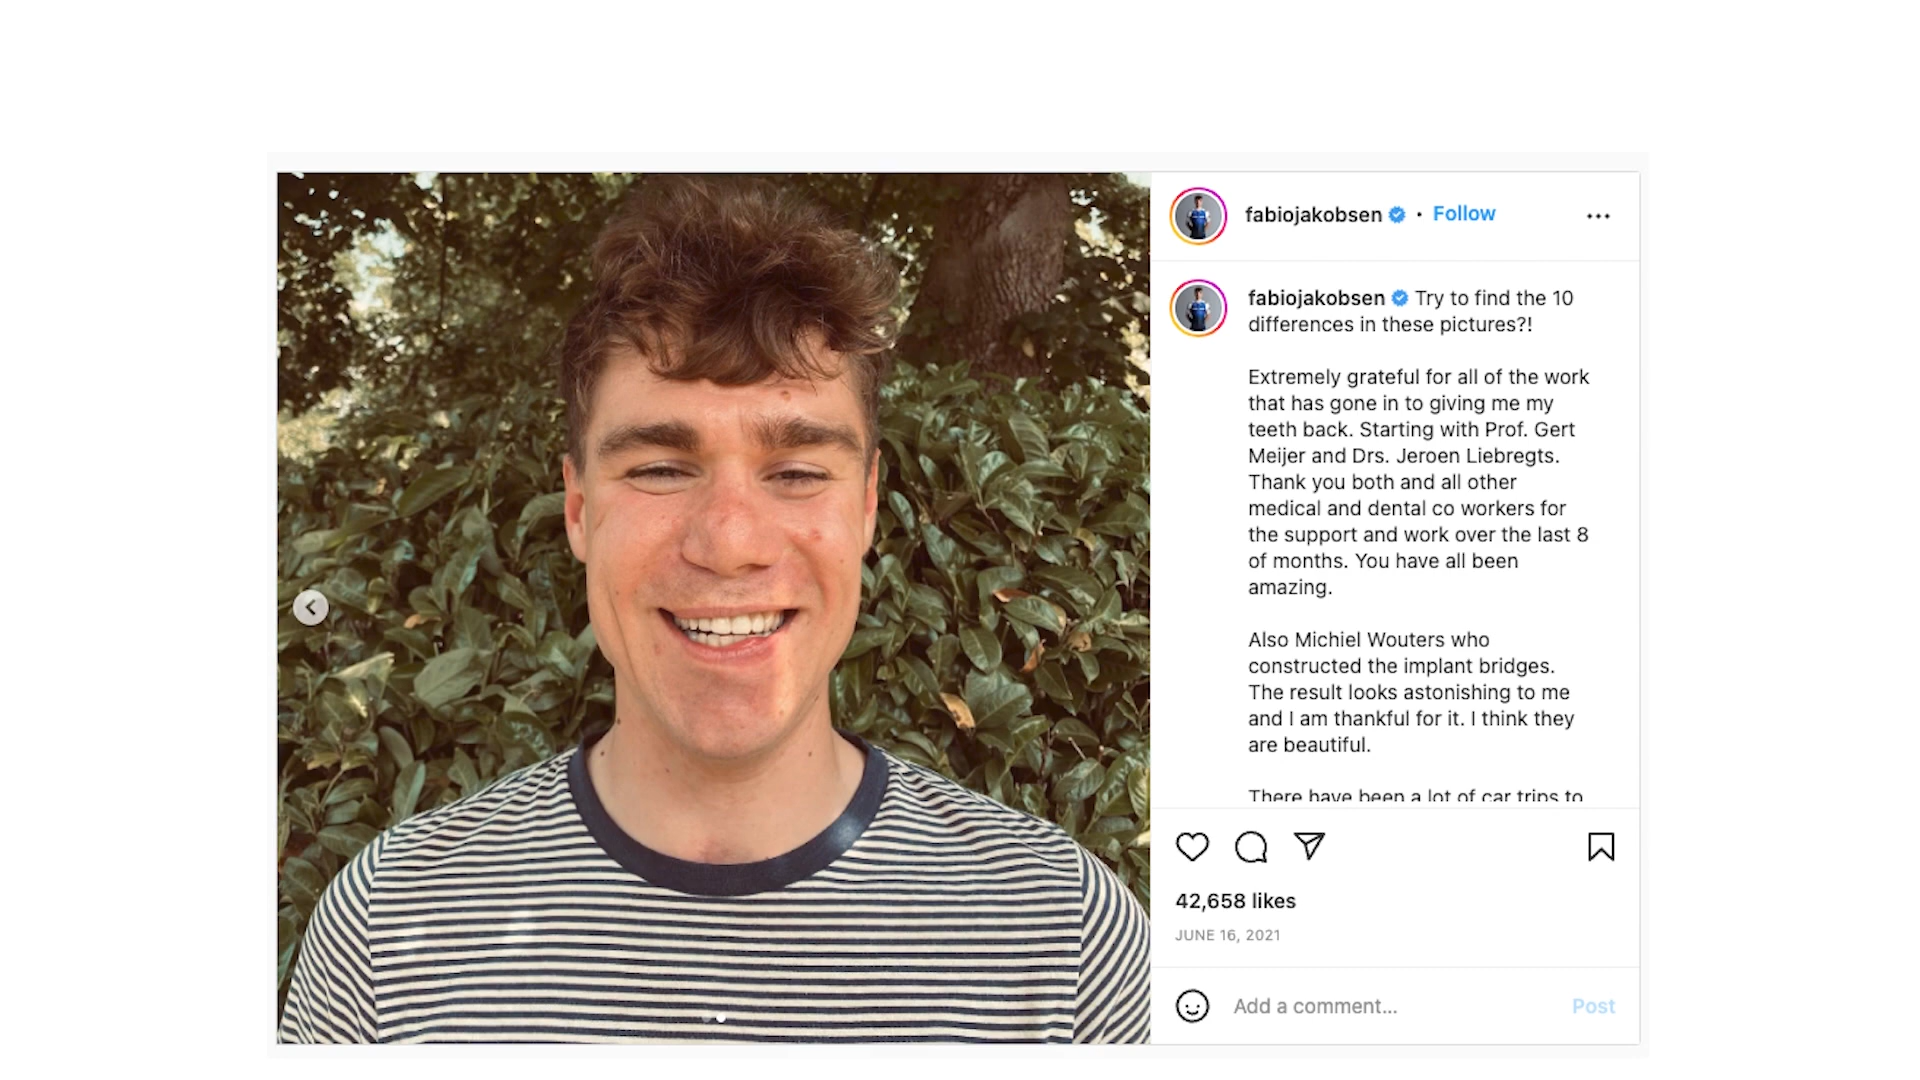 fabiojakobsen • Follow
fabiojakobsen Try to find the 10
differences in these pictures?!
Extremely grateful for all of the work
that has gone in to giving me my
teeth back. Starting with Prof. Gert
Meijer and Drs. Jeroen Liebregts.
Thank you both and all other
medical and dental co workers for
the support and work over the last 8
of months. You have all been
amazing.
Also Michiel Wouters who
constructed the implant bridges.
The result looks astonishing to me
and I am thankful for it. I think they
are beautiful.
There have been a lot of car trips to
42,658 likes
JUNE 16, 2021
Add a comment...
Post